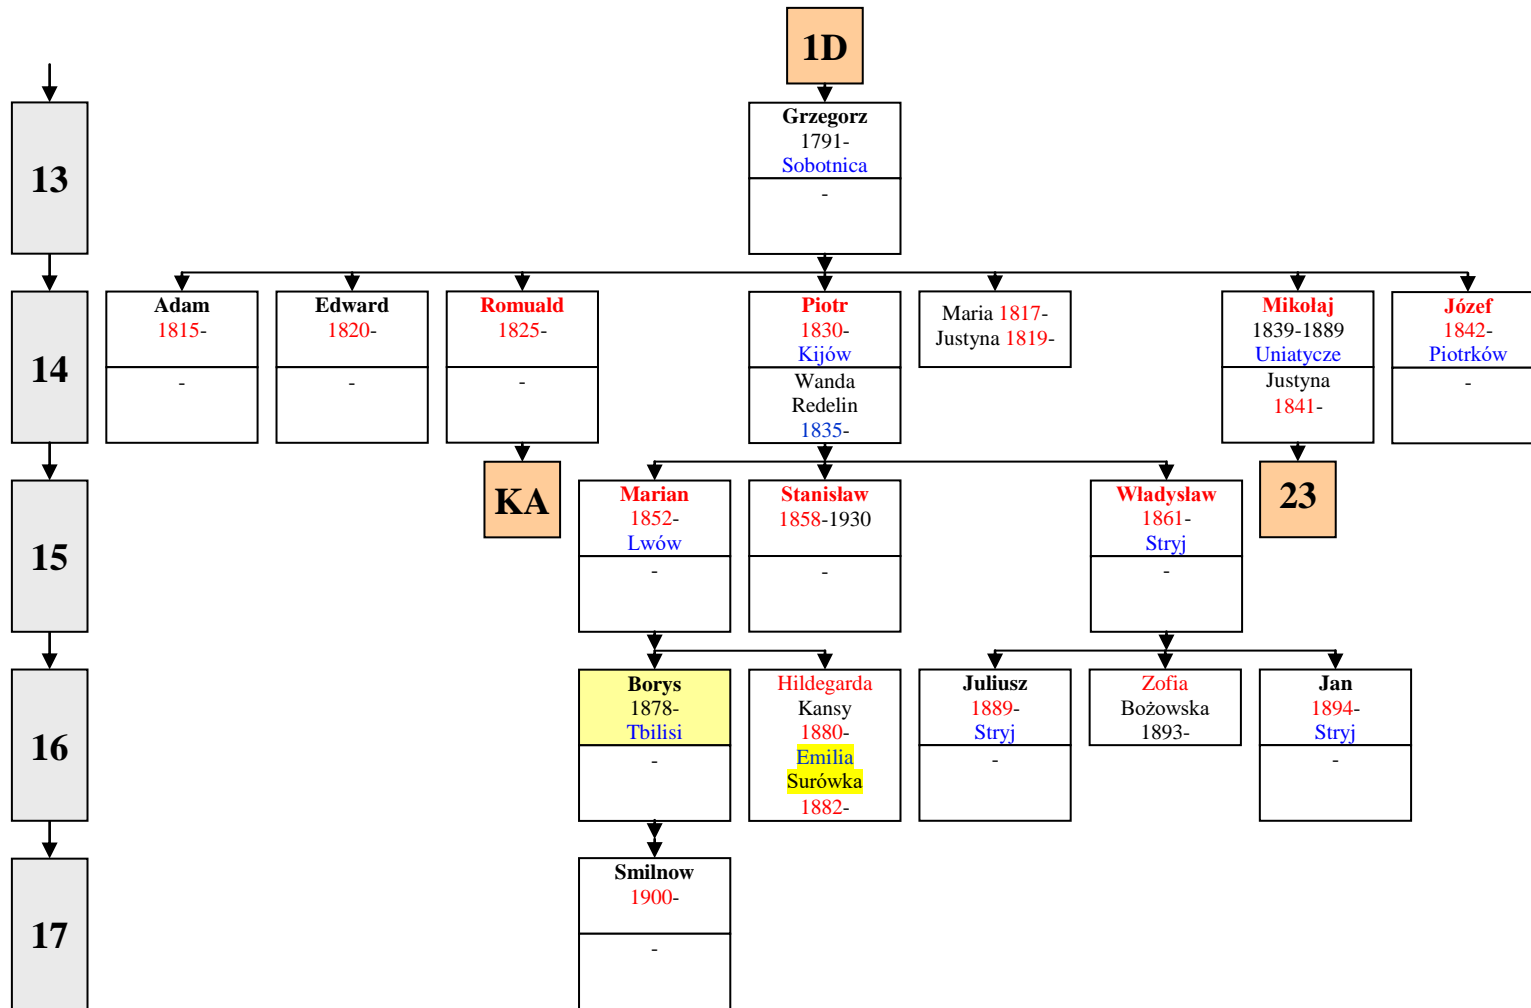 1D
13
Grzegorz
1791-
Sobotnica
-
14
Adam
1815-
-
Edward
1820-
-
Romuald
1825-
-
Piotr
1830-
Kijów
Wanda
Redelin
1835-
Maria 1817-
Justyna 1819-
Mikołaj
1839-1889
Uniatycze
Justyna
1841-
Józef
1842-
Piotrków
-
15
KA
Marian
1852-
Lwów
-
Stanisław
1858-1930
-
Władysław
1861-
Stryj
-
23
16
Borys
1878-
Tbilisi
-
Hildegarda
Kansy
1880-
Emilia
Surówka
1882-
Juliusz
1889-
Stryj
-
Zofia
Bożowska
1893-
Jan
1894-
Stryj
-
17
Smilnow
1900-
-